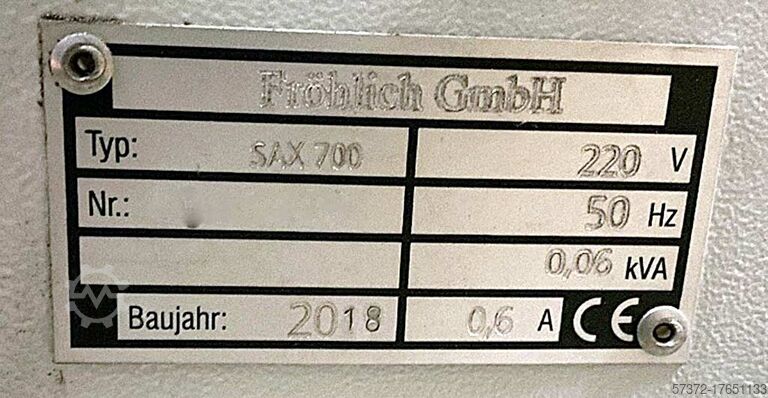 Fröhlich GmbH
Typ: SAX 700 220 V
Nr.: 50 Hz
0,06 kVA
Baujahr: 2018 0,6 A CE
57372-17651133